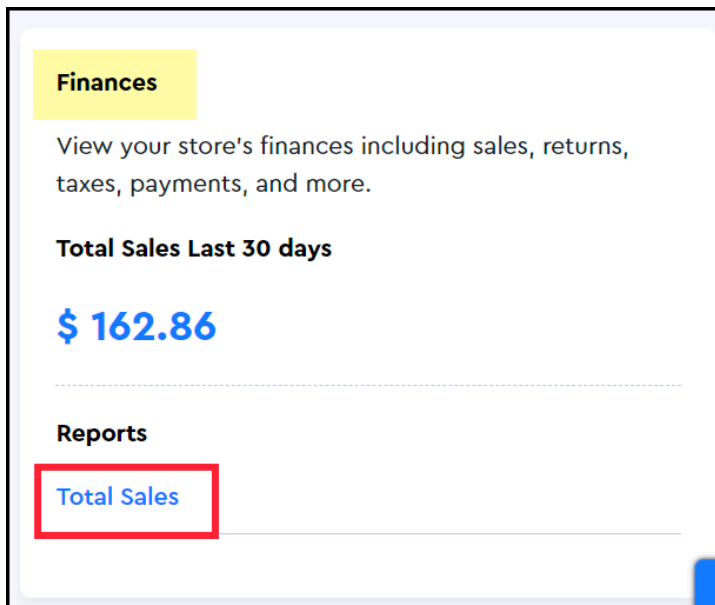 Finances
View your store's finances including sales, returns,
taxes, payments, and more.
Total Sales Last 30 days
$ 162.86
Reports
Total Sales